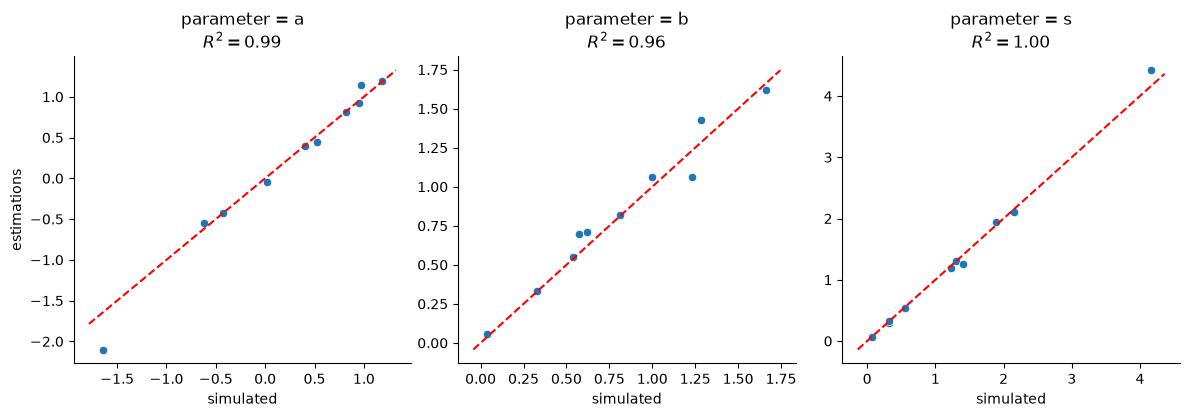 parameter = a
R² = 0.99
estimations
1.0
0.5
0.0
−0.5
−1.0
−1.5
−2.0
−1.5 −1.0 −0.5 0.0 0.5 1.0
simulated
parameter = b
R² = 0.96
1.75
1.50
1.25
1.00
0.75
0.50
0.25
0.00
0.00 0.25 0.50 0.75 1.00 1.25 1.50 1.75
simulated
parameter = s
R² = 1.00
4
3
2
1
0
0 1 2 3 4
simulated